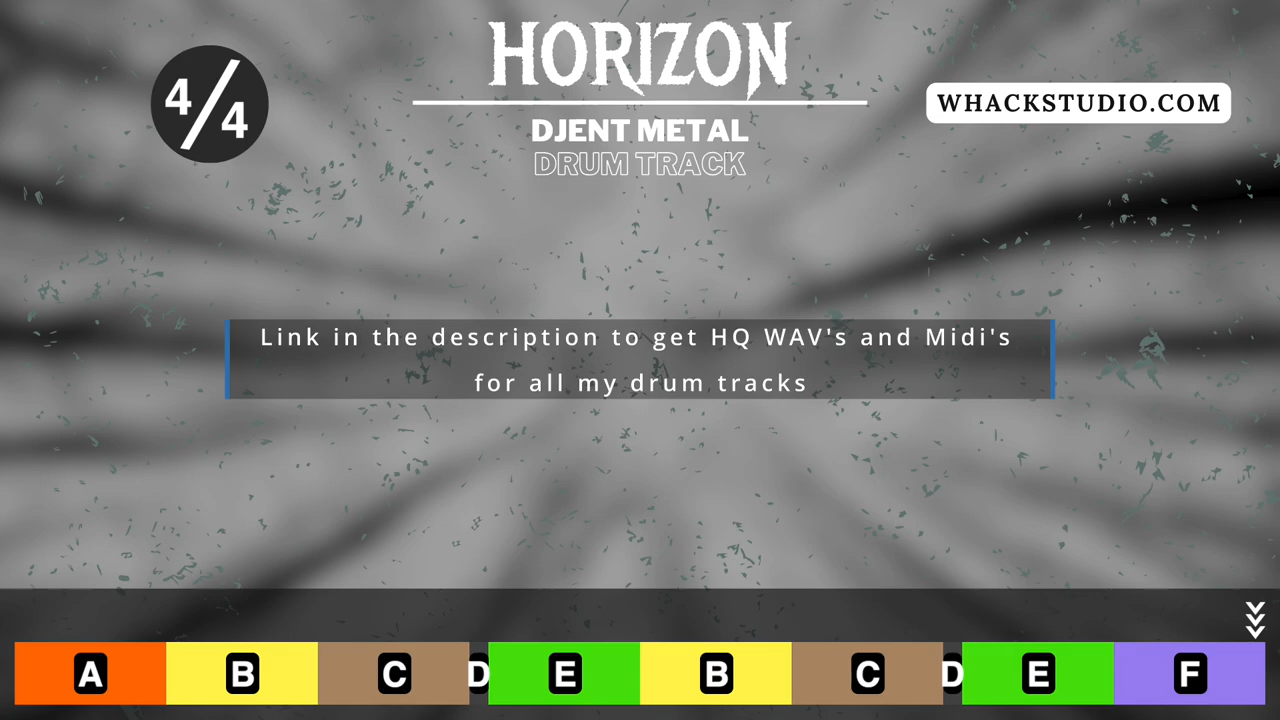 HORIZON
4/4
WHACKSTUDIO.COM
DJENT METAL
DRUM TRACK
Link in the description to get HQ WAV's and Midi's
for all my drum tracks
A B C D E B C D E F